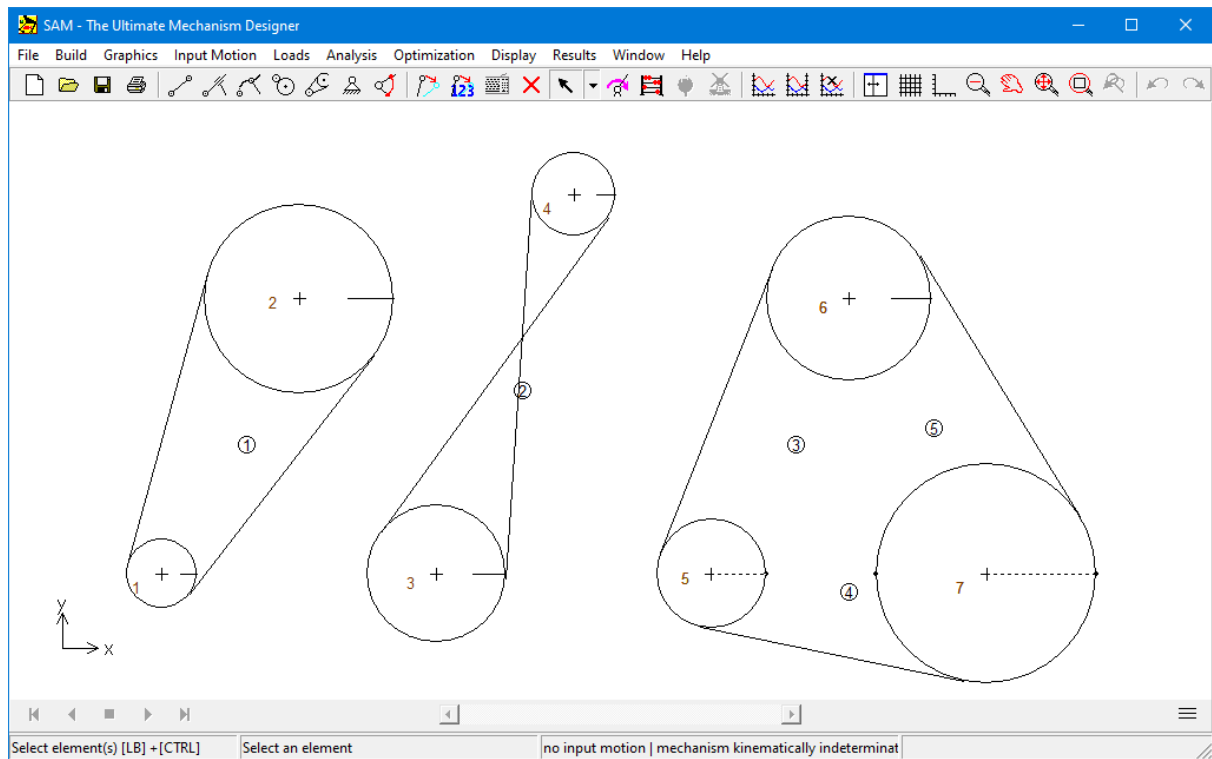 SAM - The Ultimate Mechanism Designer
File Build Graphics Input Motion Loads Analysis Optimization Display Results Window Help
123
4
2
6
2
5
1
3
1
3
5
7
4
y
x
Select element(s) [LB] +[CTRL] Select an element no input motion | mechanism kinematically indeterminat